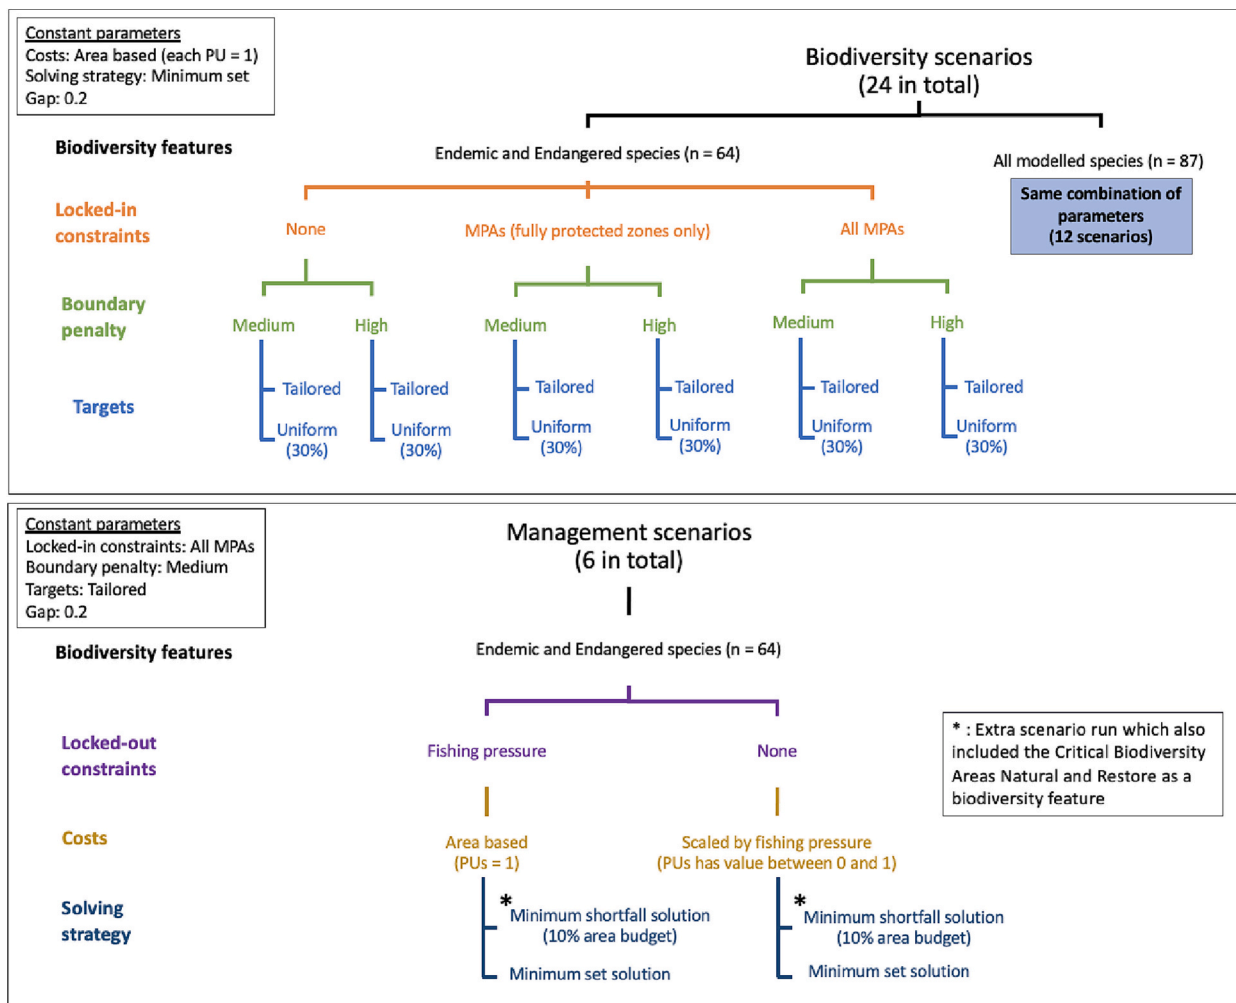 Constant parameters
Costs: Area based (each PU = 1)
Solving strategy: Minimum set
Gap: 0.2
Biodiversity scenarios
(24 in total)
Biodiversity features
Endemic and Endangered species (n = 64)
All modelled species (n = 87)
Same combination of
parameters
(12 scenarios)
Locked-in
constraints
None
MPAs (fully protected zones only)
All MPAs
Boundary
penalty
Medium
High
Medium
High
Medium
High
Targets
Tailored
Tailored
Tailored
Tailored
Tailored
Tailored
Uniform
(30%)
Uniform
(30%)
Uniform
(30%)
Uniform
(30%)
Uniform
(30%)
Uniform
(30%)
Constant parameters
Locked-in constraints: All MPAs
Boundary penalty: Medium
Targets: Tailored
Gap: 0.2
Management scenarios
(6 in total)
Biodiversity features
Endemic and Endangered species (n = 64)
Locked-out
constraints
Fishing pressure
None
* : Extra scenario run which also
included the Critical Biodiversity
Areas Natural and Restore as a
biodiversity feature
Costs
Area based
(PUs = 1)
Scaled by fishing pressure
(PUs has value between 0 and 1)
Solving
strategy
*
Minimum shortfall solution
(10% area budget)
Minimum set solution
*
Minimum shortfall solution
(10% area budget)
Minimum set solution